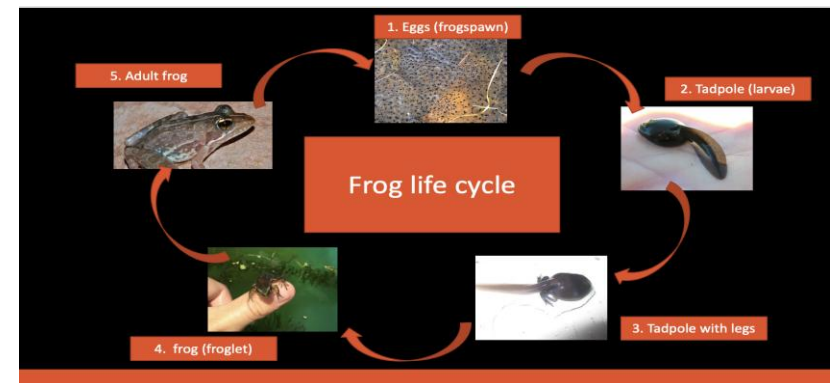 1. Eggs (frogspawn)
5. Adult frog
2. Tadpole (larvae)
Frog life cycle
3. Tadpole with legs
4. frog (froglet)